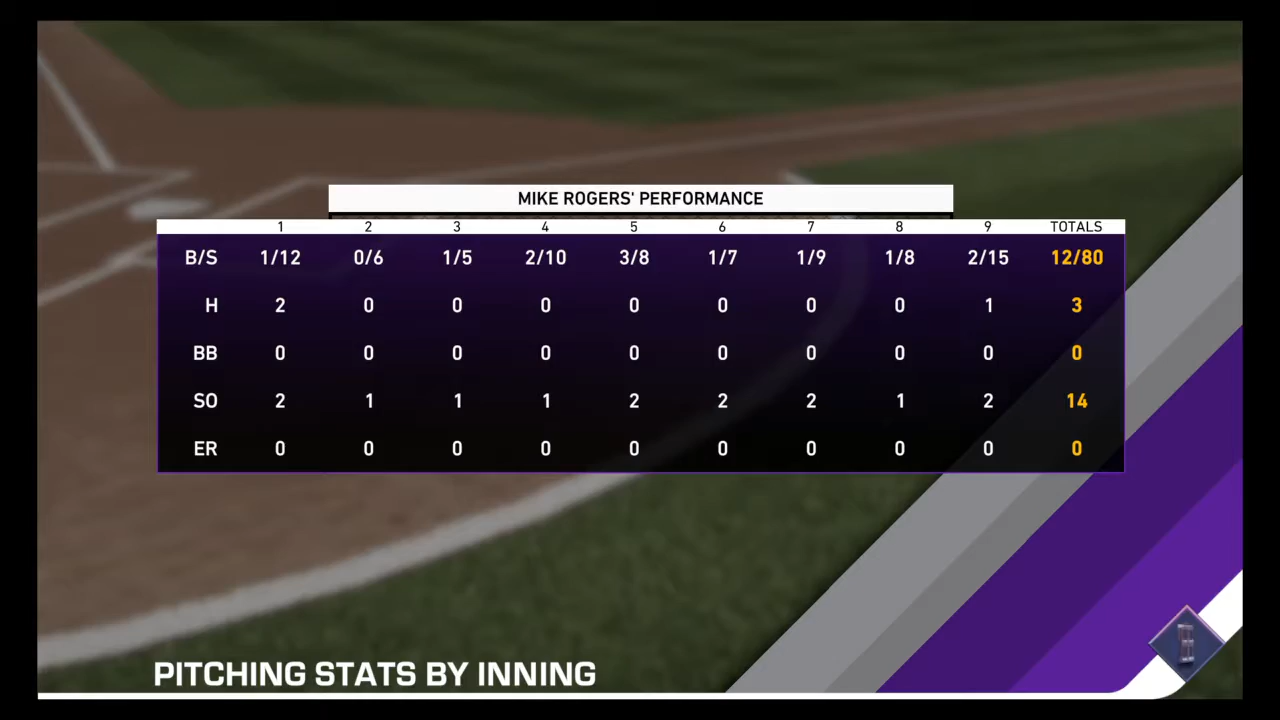 MIKE ROGERS' PERFORMANCE
1 2 3 4 5 6 7 8 9 TOTALS
B/S 1/12 0/6 1/5 2/10 3/8 1/7 1/9 1/8 2/15 12/80
H 2 0 0 0 0 0 0 0 1 3
BB 0 0 0 0 0 0 0 0 0 0
SO 2 1 1 1 2 2 2 1 2 14
ER 0 0 0 0 0 0 0 0 0 0
PITCHING STATS BY INNING